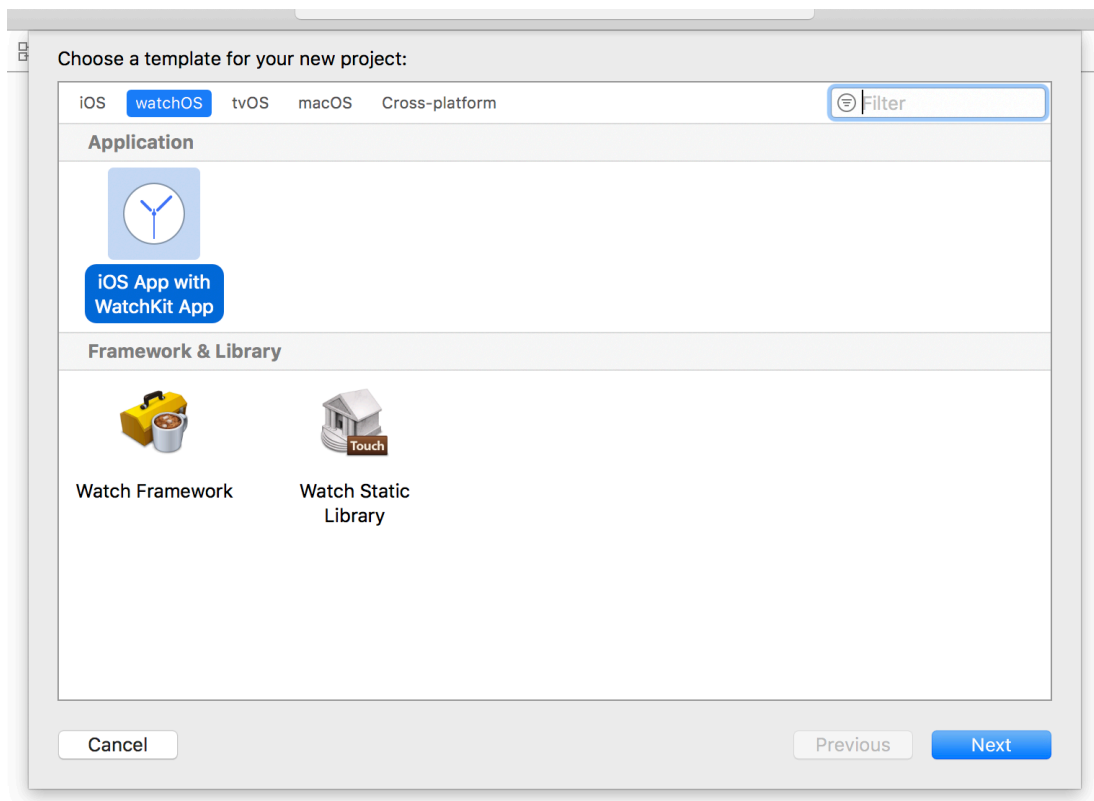 Choose a template for your new project:
iOS watchOS tvOS macOS Cross-platform Filter
Application
iOS App with
WatchKit App
Framework & Library
Touch
Watch Framework Watch Static
Library
Cancel Previous Next